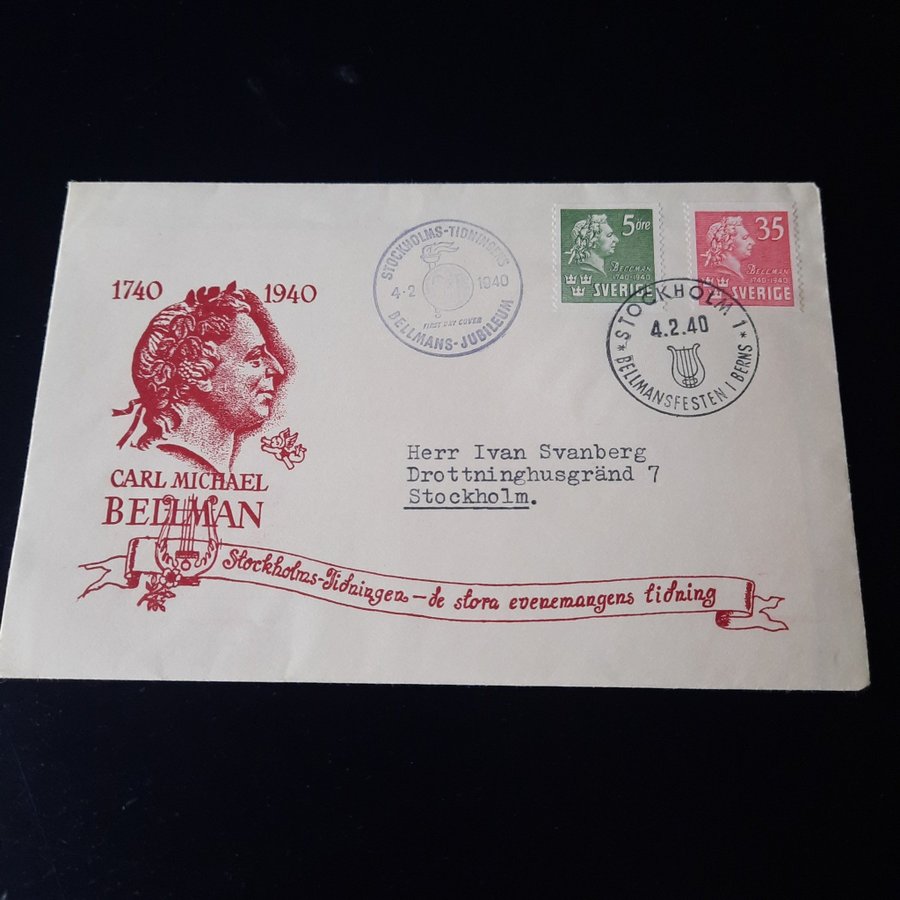 STOCKHOLMS-TIDNINGENS
4-2 1940
FIRST DAY COVER
BELLMANS-JUBILEUM
5 öre
BELLMAN
1740-1940
SVERIGE
35
BELLMAN
1740-1940
SVERIGE
STOCKHOLM 1
4.2.40
* BELLMANSFESTEN I BERNS *
1740 1940
CARL MICHAEL
BELLMAN
Herr Ivan Svanberg
Drottninghusgränd 7
Stockholm.
Stockholms-Tidningen — de stora evenemangens tidning